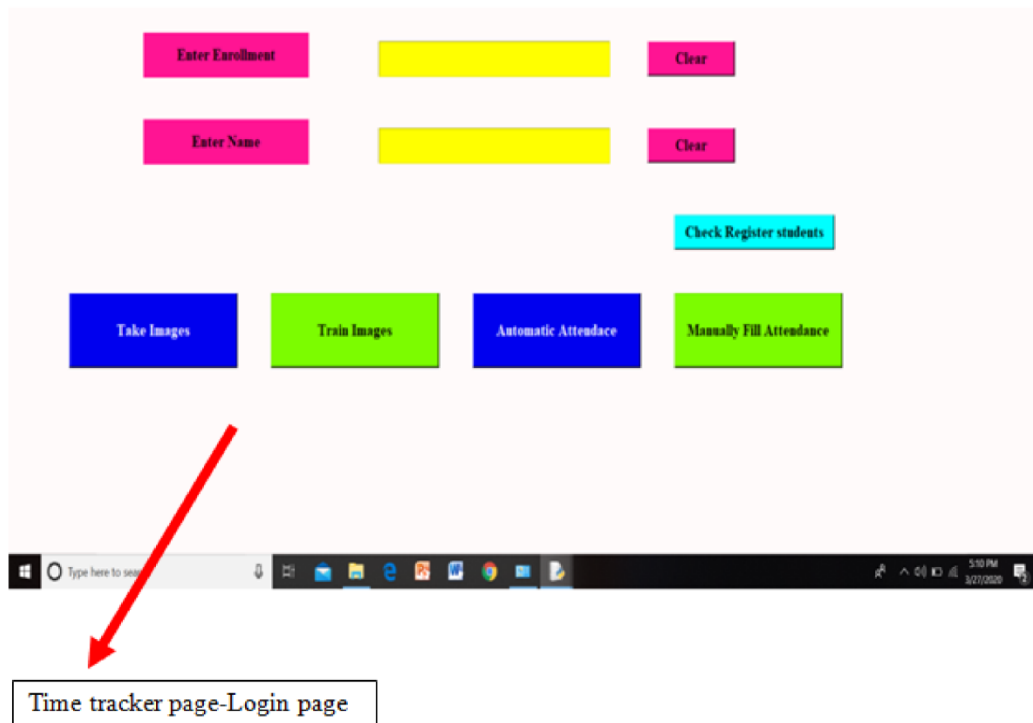 Enter Enrollment
Clear
Enter Name
Clear
Check Register students
Take Images
Train Images
Automatic Attendace
Manually Fill Attendance
Type here to sear
5:10 PM
3/27/2020
2
Time tracker page-Login page